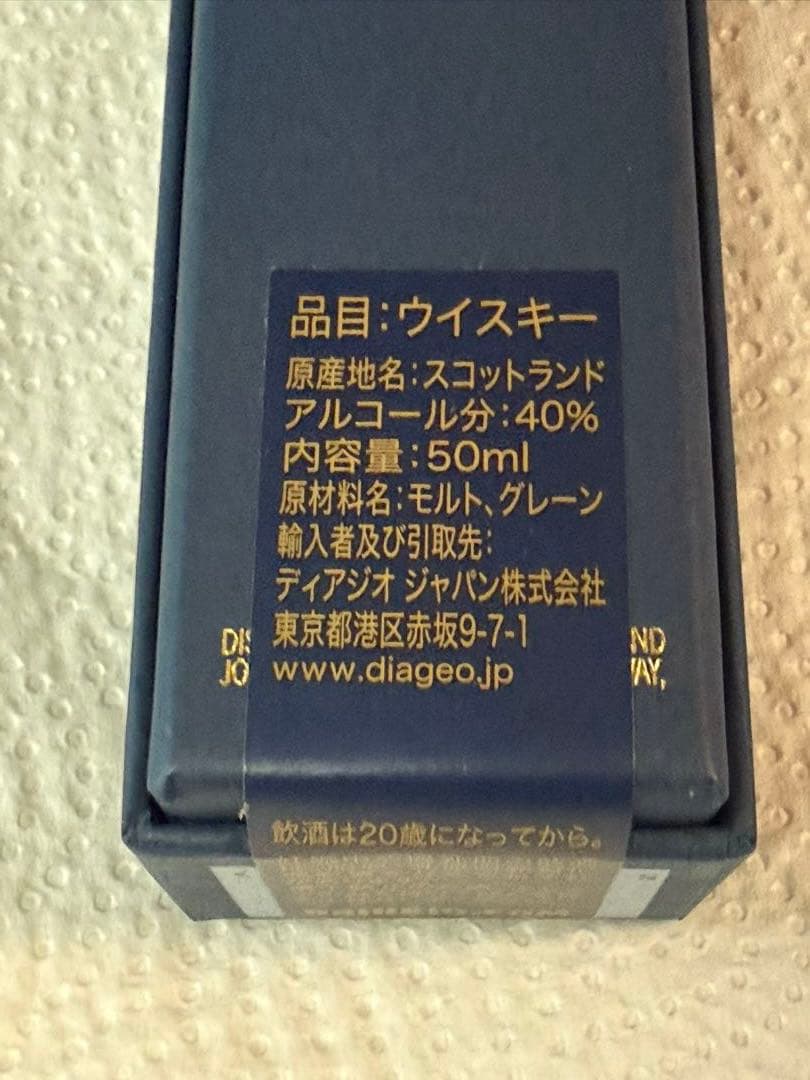 品目:ウイスキー
原産地名:スコットランド
アルコール分:40%
内容量:50ml
原材料名:モルト、グレーン
輸入者及び引取先:
ディアジオ ジャパン株式会社
東京都港区赤坂9-7-1
www.diageo.jp
飲酒は20歳になってから。